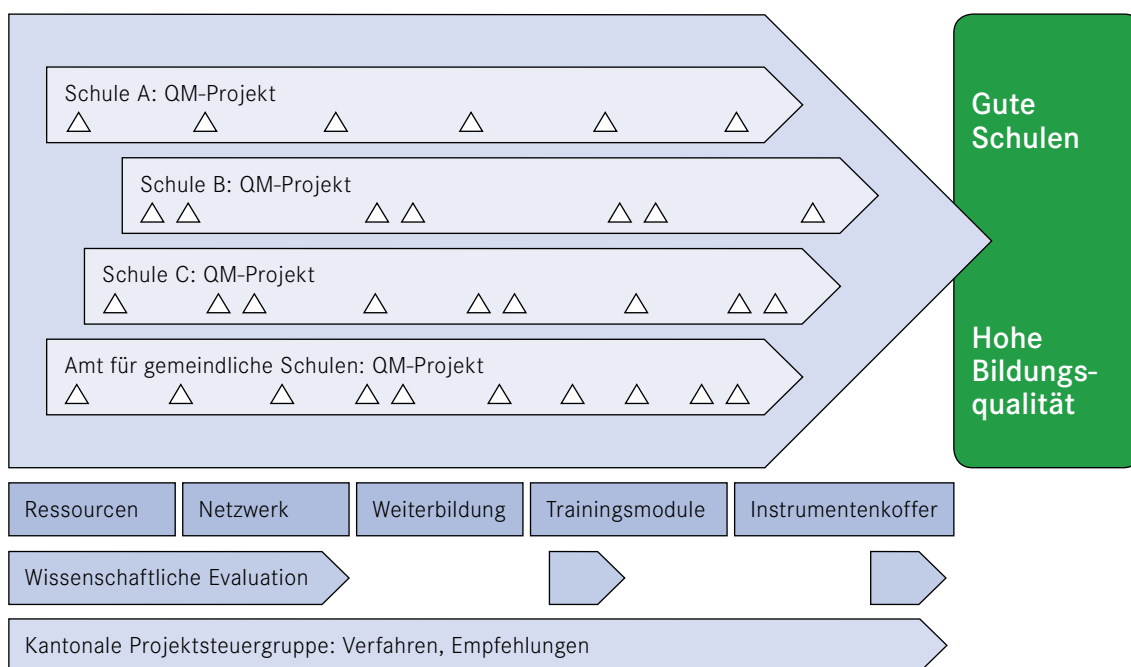 Schule A: QM-Projekt
Schule B: QM-Projekt
Schule C: QM-Projekt
Amt für gemeindliche Schulen: QM-Projekt
Gute
Schulen
Hohe
Bildungs-
qualität
Ressourcen
Netzwerk
Weiterbildung
Trainingsmodule
Instrumentenkoffer
Wissenschaftliche Evaluation
Kantonale Projektsteuergruppe: Verfahren, Empfehlungen